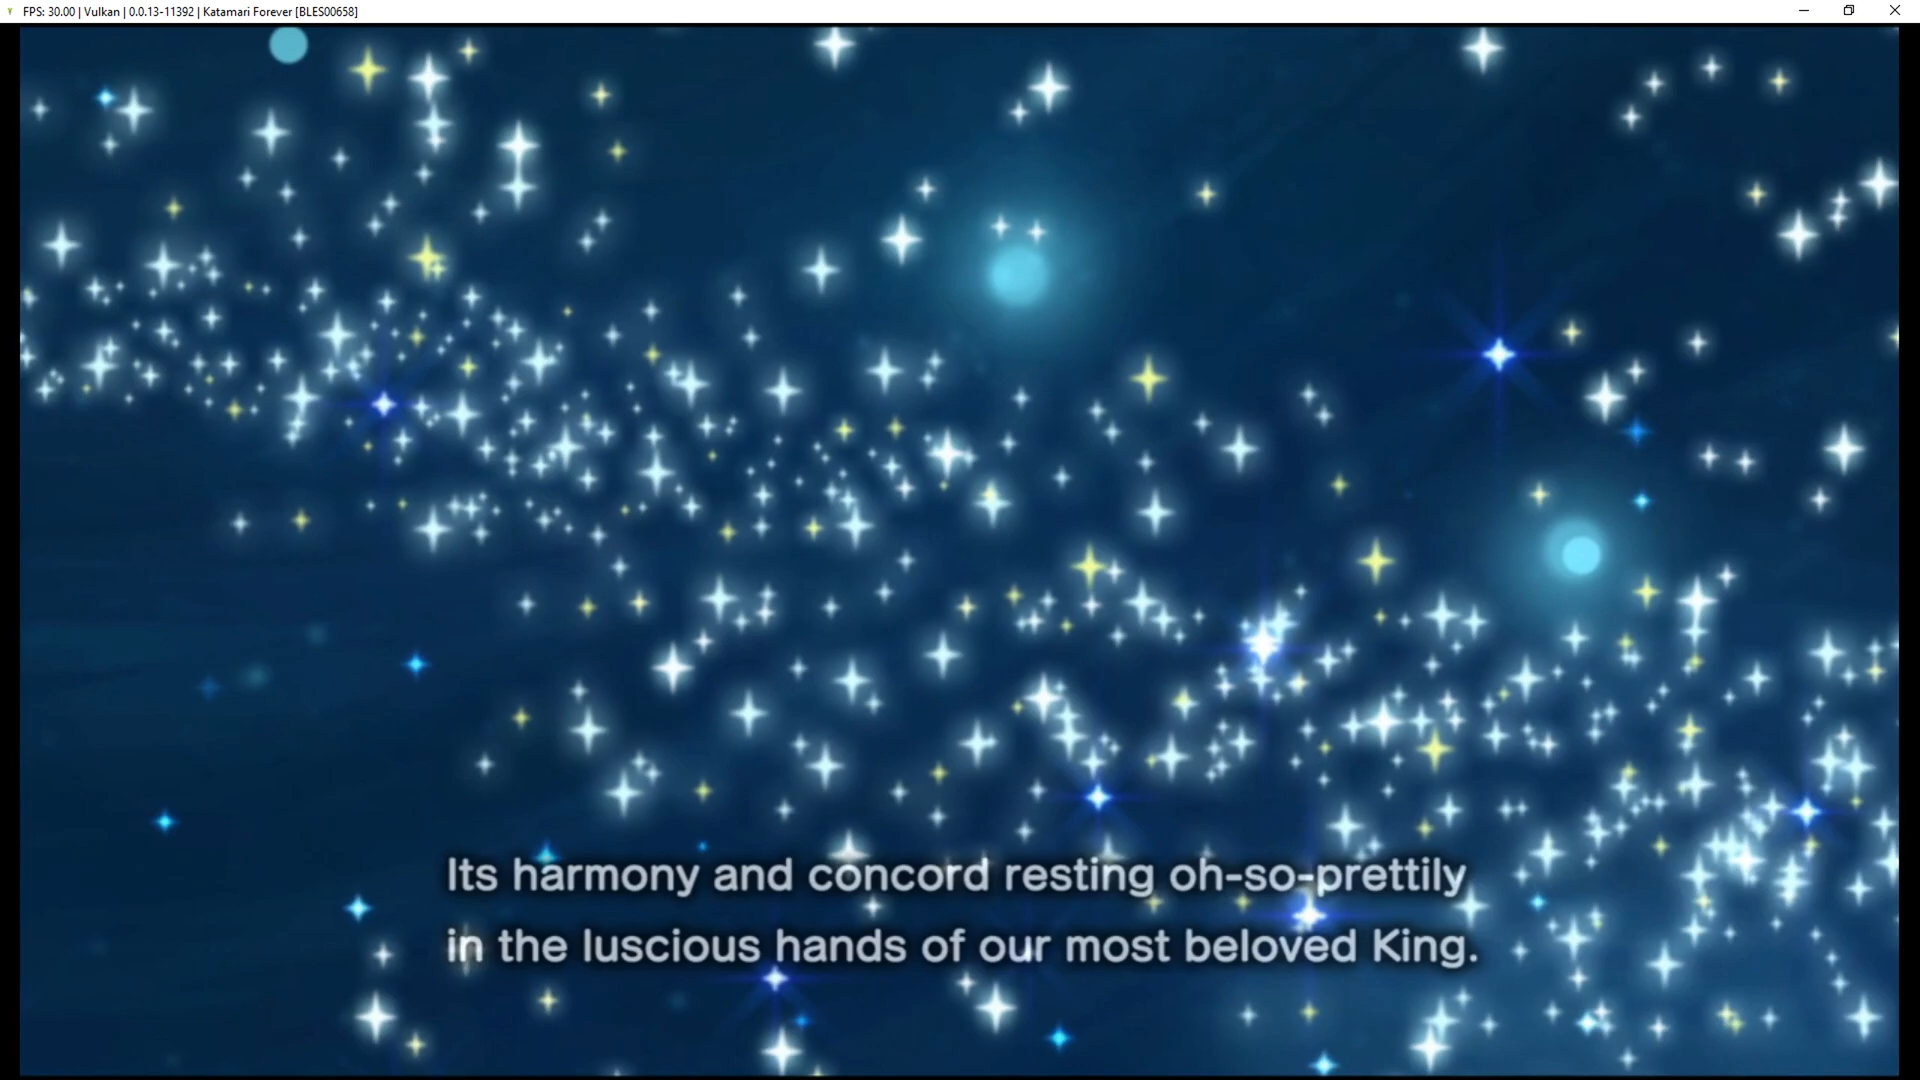 FPS: 30.00 | Vulkan | 0.0.13-11392 | Katamari Forever [BLES00658]
Its harmony and concord resting oh-so-prettily
in the luscious hands of our most beloved King.